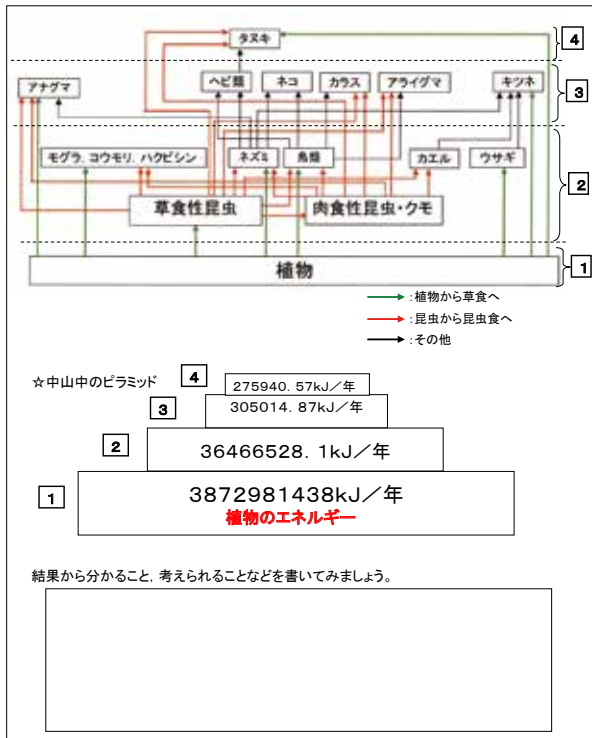 タヌキ
4
アナグマ
ヘビ類
ネコ
カラス
アライグマ
キツネ
3
モグラ、コウモリ、ハクビシン
ネズミ
鳥類
カエル
ウサギ
2
草食性昆虫
肉食性昆虫・クモ
植物
1
:植物から草食へ
:昆虫から昆虫食へ
:その他
☆中山中のピラミッド
4
275940. 57kJ/年
3
305014. 87kJ/年
2
36466528. 1kJ/年
1
3872981438kJ/年
植物のエネルギー
結果から分かること, 考えられることなどを書いてみましょう。